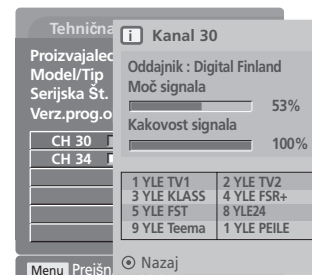 Tehnična
Proizvajalec
Model/Tip
Serijska Št.
Verz.prog.o
CH 30
CH 34
Menu Prejšn
i Kanal 30
Oddajnik : Digital Finland
Moč signala
53%
Kakovost signala
100%
1 YLE TV1 2 YLE TV2
3 YLE KLASS 4 YLE FSR+
5 YLE FST 8 YLE24
9 YLE Teema 1 YLE PEILE
Nazaj